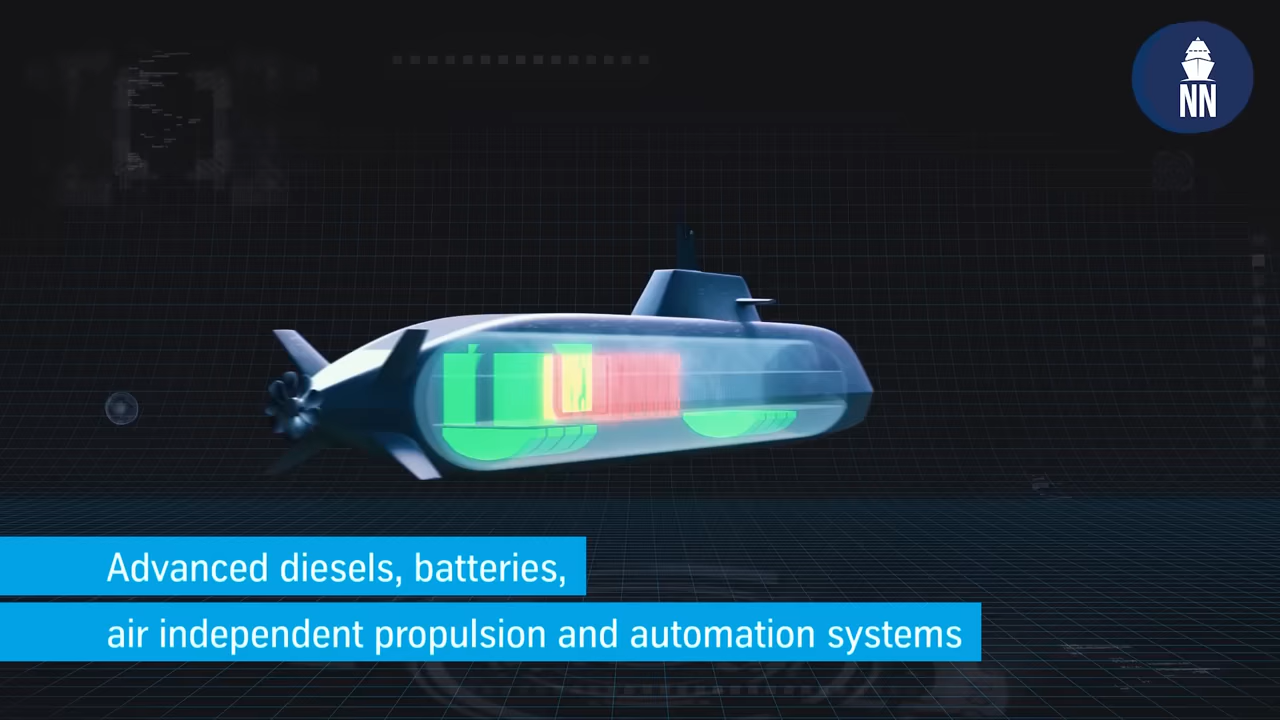 NN
Advanced diesels, batteries,
air independent propulsion and automation systems